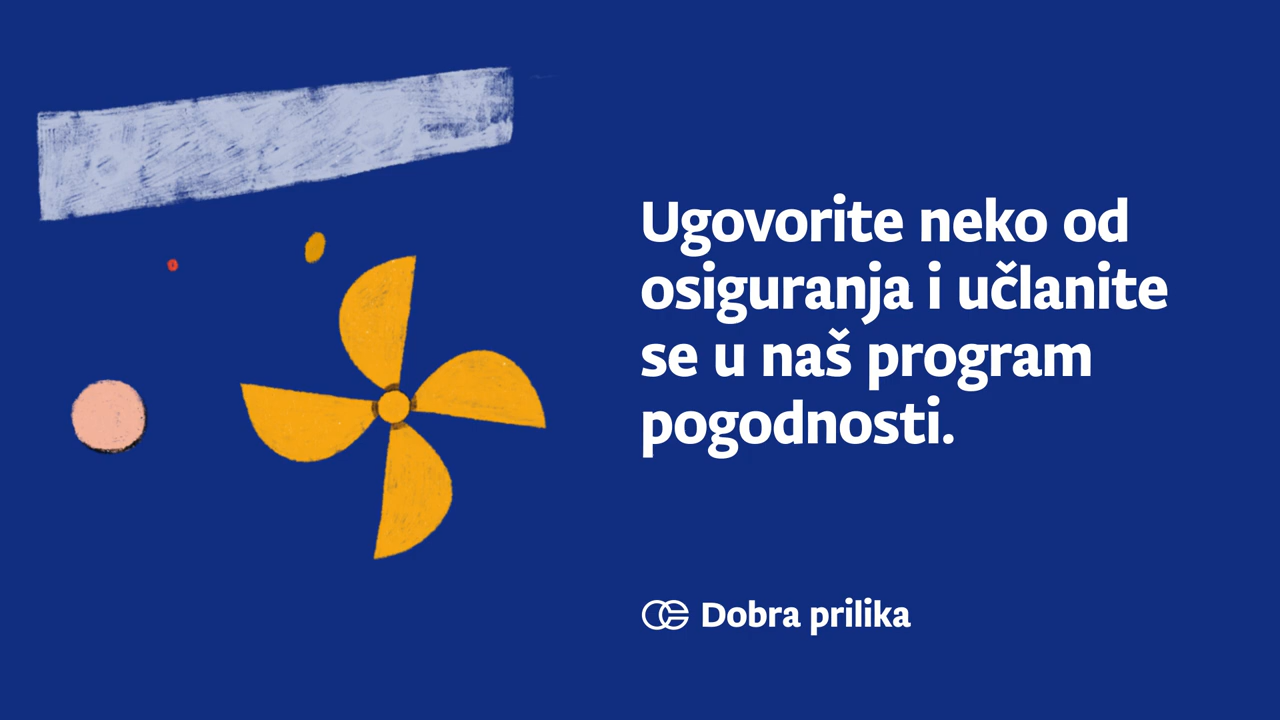 Ugovorite neko od
osiguranja i učlanite
se u naš program
pogodnosti.
Dobra prilika